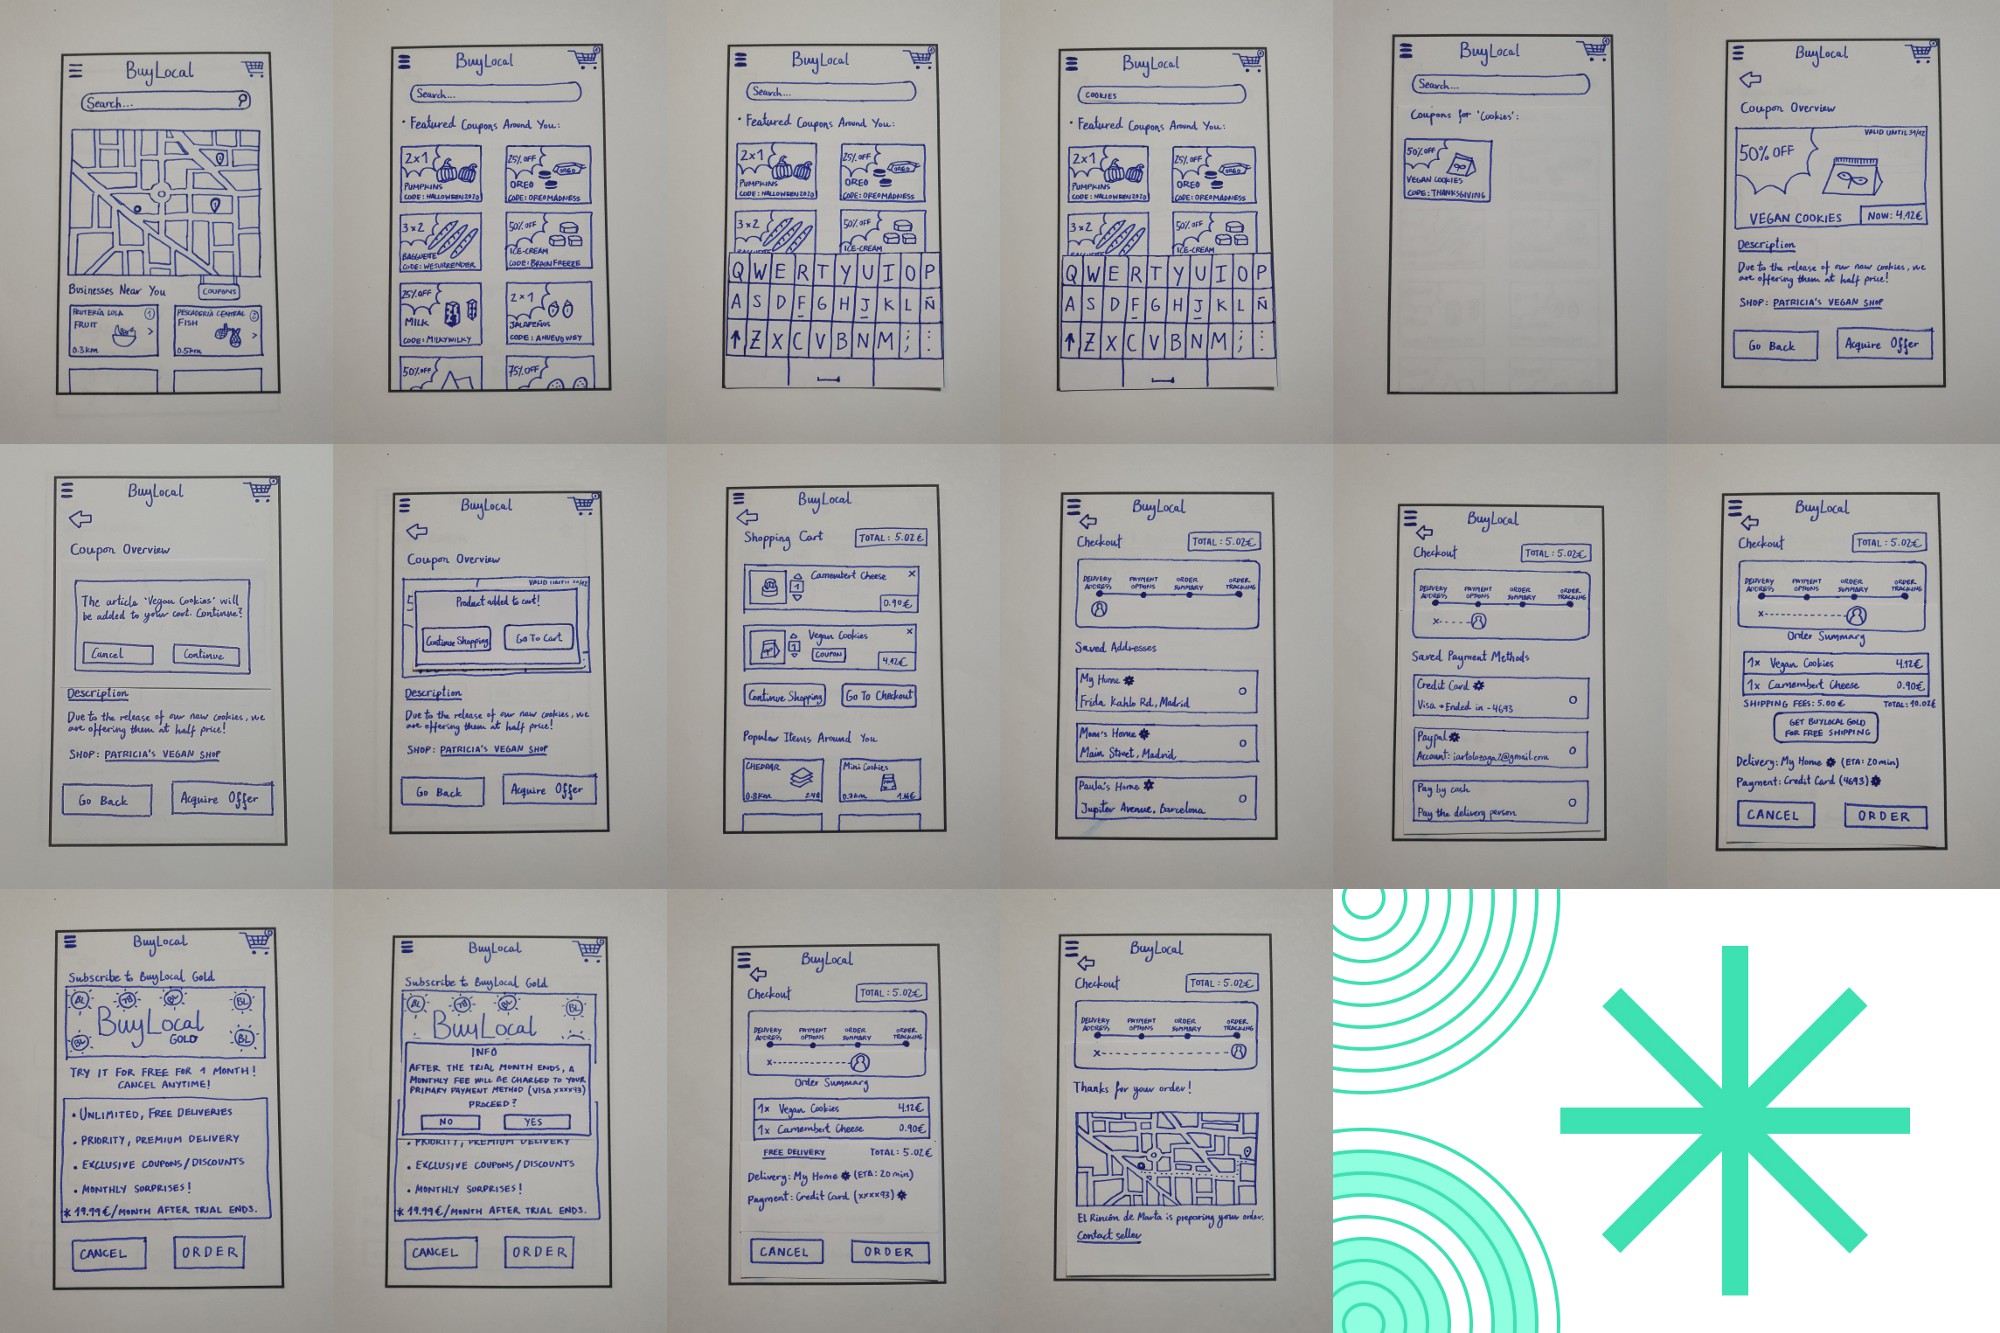 BuyLocal
Search...
Businesses Near You
COUPONS
FRUTERÍA LOLA 1
FRUIT
0.3km
PESCADERÍA CENTRAL 2
FISH
0.5km
BuyLocal
Search...
• Featured Coupons Around You:
2x1
PUMPKINS
CODE: HALLOWEEN2020
25% OFF
OREO
OREO
CODE: OREOMADNESS
3x2
BAGUETTE
CODE: WESURRENDER
50% OFF
ICE-CREAM
CODE: BRAINFREEZE
25% OFF
MILK
CODE: MILKYWILKY
2x1
JALAPEÑOS
CODE: ANUEVOWEY
50% OFF
75% OFF
BuyLocal
Search...
• Featured Coupons Around You:
2x1
PUMPKINS
CODE: HALLOWEEN2020
25% OFF
OREO
OREO
CODE: OREOMADNESS
3x2
BAGUETTE
50% OFF
ICE-CREAM
Q W E R T Y U I O P
A S D F G H J K L Ñ
Z X C V B N M ; :
BuyLocal
COOKIES
• Featured Coupons Around You:
2x1
PUMPKINS
CODE: HALLOWEEN2020
25% OFF
OREO
OREO
CODE: OREOMADNESS
3x2
50% OFF
ICE-CREAM
Q W E R T Y U I O P
A S D F G H J K L Ñ
Z X C V B N M ; :
BuyLocal
Search...
Coupons for 'Cookies':
50% OFF
VEGAN COOKIES
CODE: THANKSGIVING
BuyLocal
Coupon Overview
VALID UNTIL 31/12
50% OFF
VEGAN COOKIES
NOW: 4.12€
Description
Due to the release of our new cookies, we
are offering them at half price!
SHOP: PATRICIA'S VEGAN SHOP
Go Back
Acquire Offer
BuyLocal
Coupon Overview
The article 'Vegan Cookies' will
be added to your cart. Continue?
Cancel
Continue
Description
Due to the release of our new cookies, we
are offering them at half price!
SHOP: PATRICIA'S VEGAN SHOP
Go Back
Acquire Offer
BuyLocal
Coupon Overview
VALID UNTIL
Product added to cart!
Continue Shopping
Go To Cart
Description
Due to the release of our new cookies, we
are offering them at half price!
SHOP: PATRICIA'S VEGAN SHOP
Go Back
Acquire Offer
BuyLocal
Shopping Cart
TOTAL: 5.02€
Camembert Cheese X
1
0.90€
Vegan Cookies X
1
COUPON
4.12€
Continue Shopping
Go To Checkout
Popular Items Around You
CHEDDAR
0.8km
Mini Cookies
0.7km
BuyLocal
Checkout
TOTAL: 5.02€
DELIVERY ADDRESS
PAYMENT OPTIONS
ORDER SUMMARY
ORDER TRACKING
Saved Addresses
My Home
Frida Kahlo Rd, Madrid
Mom's Home
Main Street, Madrid
Paula's Home
Jupiter Avenue, Barcelona
BuyLocal
Checkout
TOTAL: 5.02€
DELIVERY ADDRESS
PAYMENT OPTIONS
ORDER SUMMARY
ORDER TRACKING
Saved Payment Methods
Credit Card
Visa • Ended in -4693
Paypal
Pay by cash
Pay the delivery person
BuyLocal
Checkout
TOTAL: 5.02€
DELIVERY ADDRESS
PAYMENT OPTIONS
ORDER SUMMARY
ORDER TRACKING
Order Summary
1x Vegan Cookies 4.12€
1x Camembert Cheese 0.90€
SHIPPING FEES: 5.00€ TOTAL: 10.02€
GET BUYLOCAL GOLD
FOR FREE SHIPPING
Delivery: My Home (ETA: 20min)
Payment: Credit Card (4693)
CANCEL
ORDER
BuyLocal
Subscribe to BuyLocal Gold
BuyLocal
GOLD
TRY IT FOR FREE FOR 1 MONTH!
CANCEL ANYTIME!
• UNLIMITED, FREE DELIVERIES
• PRIORITY, PREMIUM DELIVERY
• EXCLUSIVE COUPONS/DISCOUNTS
• MONTHLY SURPRISES!
* 19.99€/MONTH AFTER TRIAL ENDS.
CANCEL
ORDER
BuyLocal
Subscribe to BuyLocal Gold
BuyLocal
INFO
AFTER THE TRIAL MONTH ENDS, A
MONTHLY FEE WILL BE CHARGED TO YOUR
PRIMARY PAYMENT METHOD (VISA XXXX93)
PROCEED?
NO
YES
• PRIORITY, PREMIUM DELIVERY
• EXCLUSIVE COUPONS/DISCOUNTS
• MONTHLY SURPRISES!
* 19.99€/MONTH AFTER TRIAL ENDS.
CANCEL
ORDER
BuyLocal
Checkout
TOTAL: 5.02€
DELIVERY ADDRESS
PAYMENT OPTIONS
ORDER SUMMARY
ORDER TRACKING
Order Summary
1x Vegan Cookies 4.12€
1x Camembert Cheese 0.90€
FREE DELIVERY TOTAL: 5.02€
Delivery: My Home (ETA: 20min)
Payment: Credit Card (xxxx93)
CANCEL
ORDER
BuyLocal
Checkout
TOTAL: 5.02€
DELIVERY ADDRESS
PAYMENT OPTIONS
ORDER SUMMARY
ORDER TRACKING
Thanks for your order!
El Rincón de Marta is preparing your order.
Contact seller